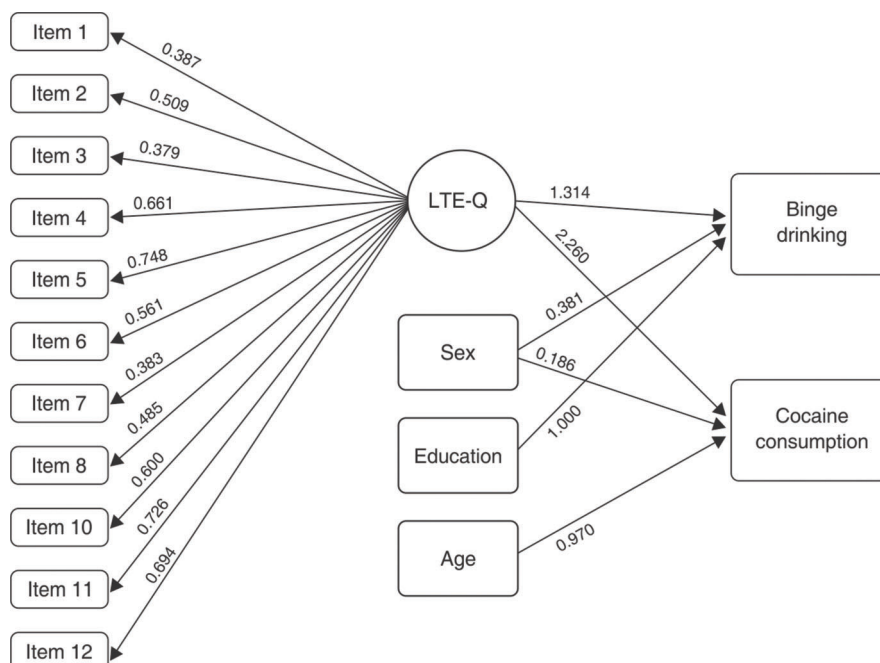 Item 1
0.387
Item 2
0.509
Item 3
0.379
Item 4
0.661
Item 5
0.748
Item 6
0.561
Item 7
0.383
Item 8
0.485
Item 10
0.600
Item 11
0.726
Item 12
0.694
LTE-Q
1.314
2.260
Sex
0.381
0.186
Education
1.000
Age
0.970
Binge
drinking
Cocaine
consumption